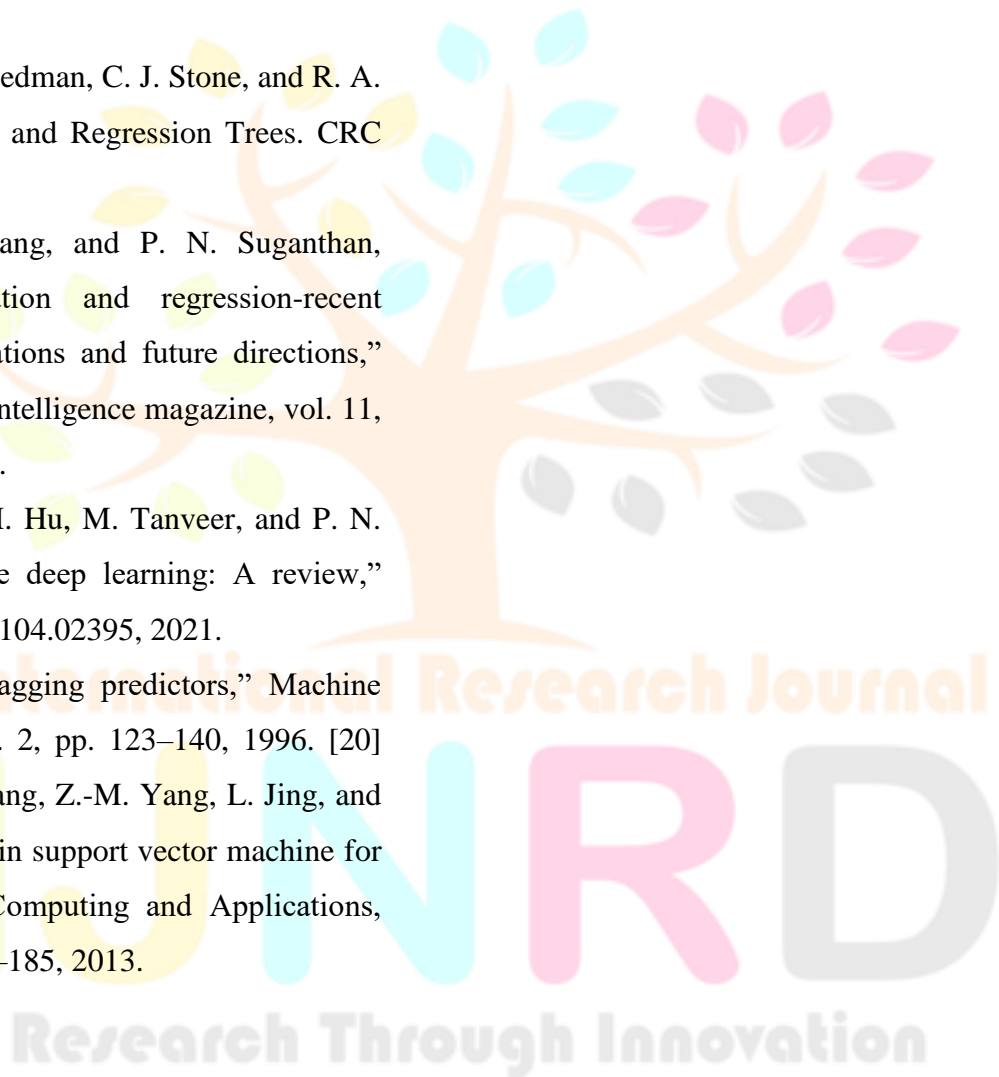 edman, C. J. Stone, and R. A.
and Regression Trees. CRC
ang, and P. N. Suganthan,
tion and regression-recent
ations and future directions,”
ntelligence magazine, vol. 11,
.
I. Hu, M. Tanveer, and P. N.
e deep learning: A review,”
104.02395, 2021.
agging predictors,” Machine
. 2, pp. 123–140, 1996. [20]
ang, Z.-M. Yang, L. Jing, and
in support vector machine for
Computing and Applications,
–185, 2013.
nternational Research Journal
IJNRD
Research Through Innovation